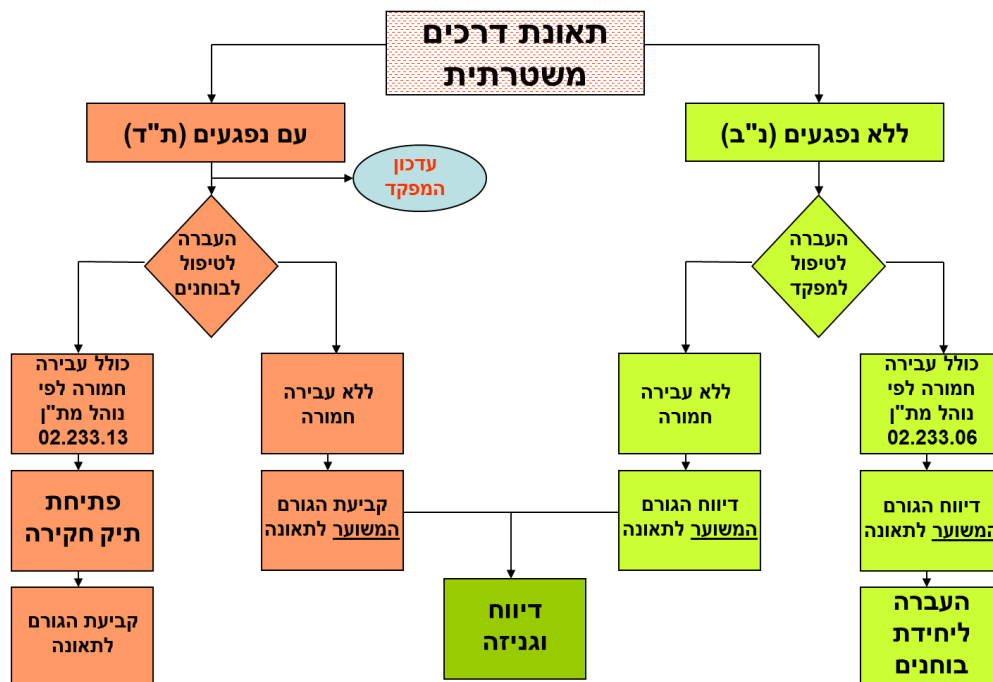 תאונת דרכים
משטרתית
ללא נפגעים (נ"ב)
עם נפגעים (ת"ד)
עדכון
המפקד
העברה
לטיפול
למפקד
העברה
לטיפול
לבוחנים
כולל עבירה
חמורה לפי
נוהל מת"ן
02.233.06
ללא עבירה
חמורה
ללא עבירה
חמורה
כולל עבירה
חמורה לפי
נוהל מת"ן
02.233.13
דיווח הגורם
המשוער לתאונה
דיווח הגורם
המשוער לתאונה
קביעת הגורם
המשוער לתאונה
פתיחת
תיק חקירה
העברה
ליחידת
בוחנים
דיווח
וגניזה
קביעת הגורם
לתאונה